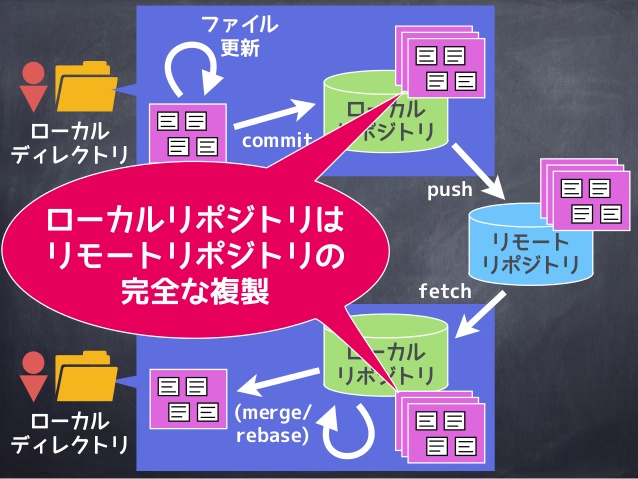 ファイル
更新
ローカル
ディレクトリ
commit
ローカル
リポジトリ
push
リモート
リポジトリ
ローカルリポジトリは
リモートリポジトリの
完全な複製
fetch
ローカル
リポジトリ
(merge/
rebase)
ローカル
ディレクトリ